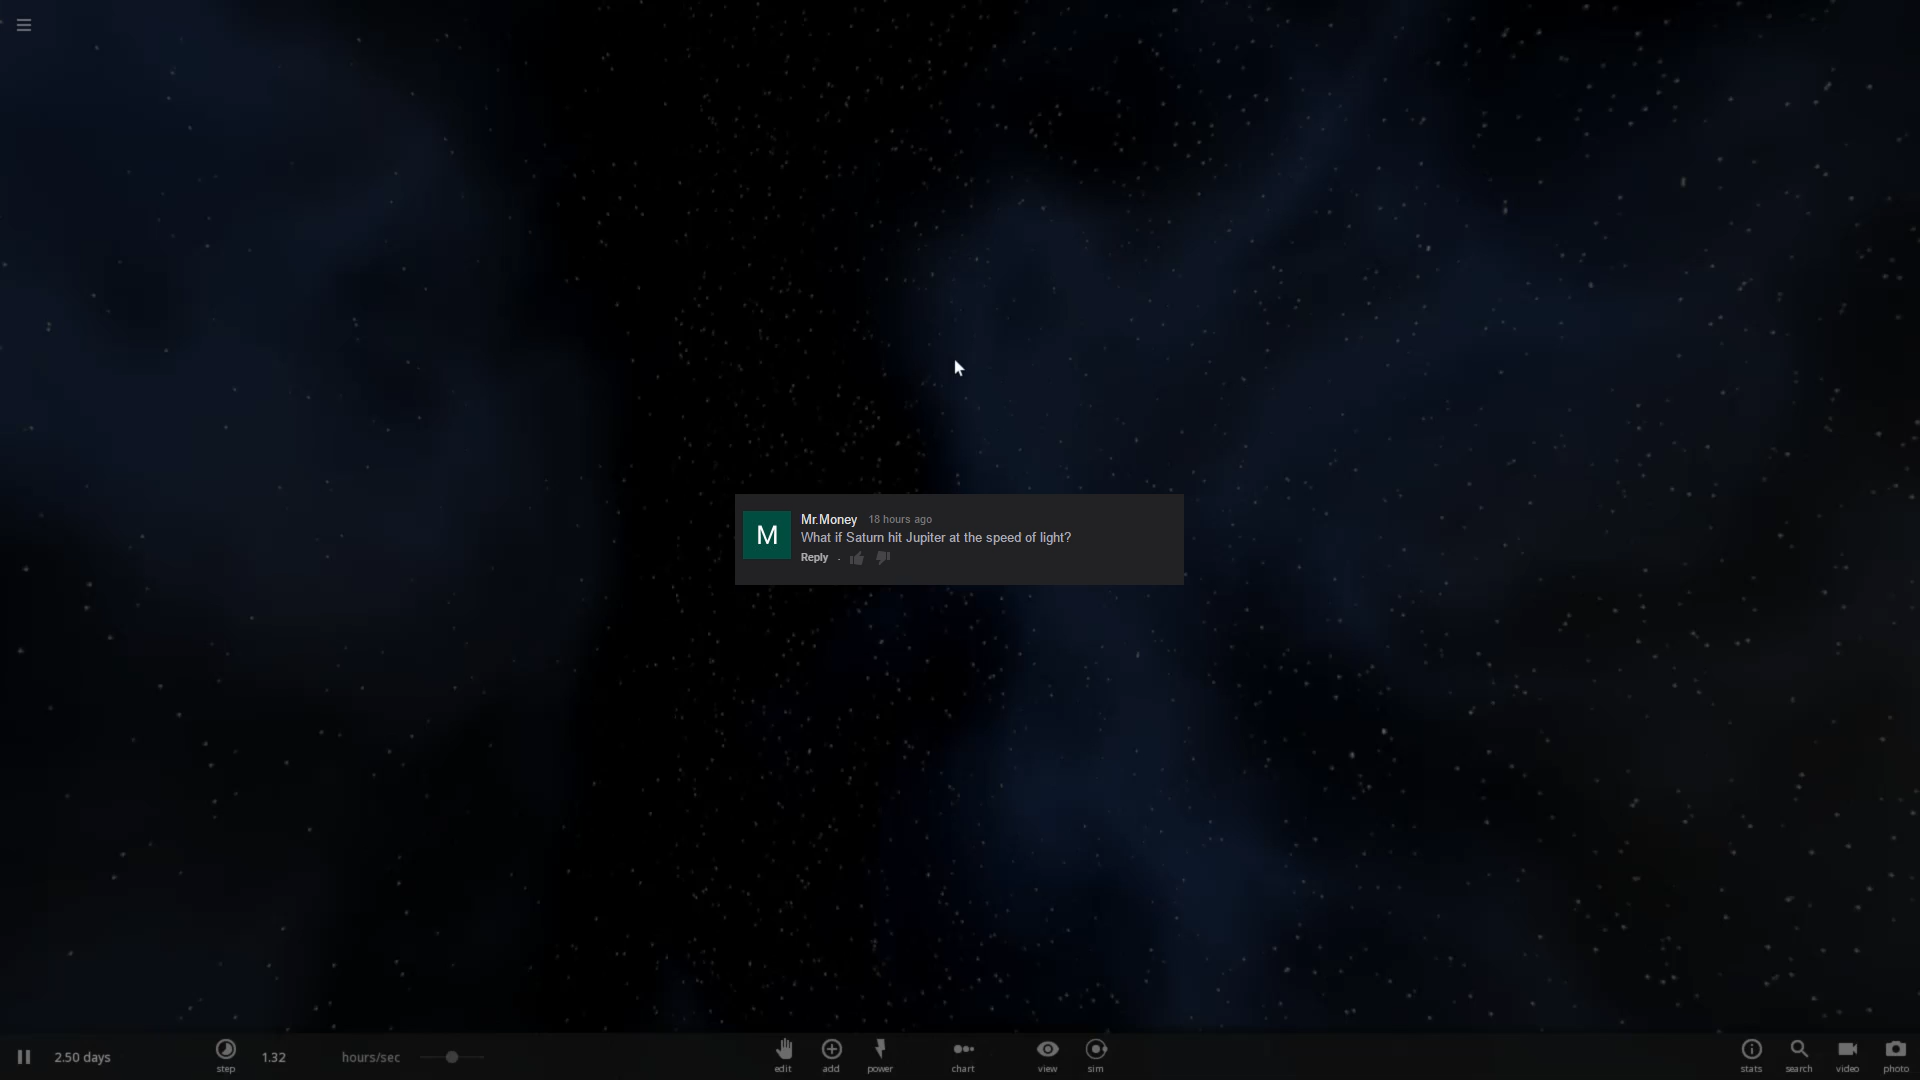 M
Mr.Money 18 hours ago
What if Saturn hit Jupiter at the speed of light?
Reply ·
2.50 days
step
1.32 hours/sec
edit
add
power
chart
view
sim
stats
search
video
photo